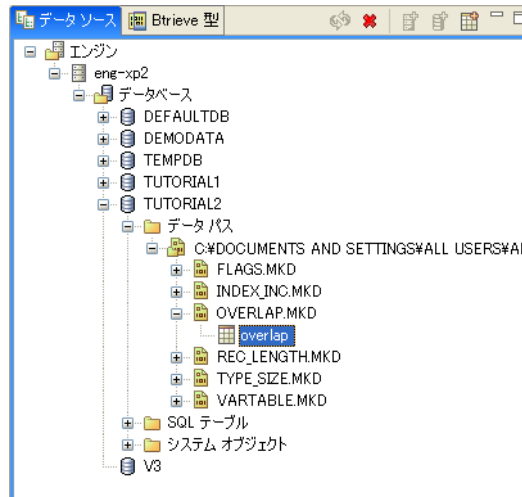 データ ソース Btrieve 型
エンジン
eng-xp2
データベース
DEFAULTDB
DEMODATA
TEMPDB
TUTORIAL1
TUTORIAL2
データ パス
C:¥DOCUMENTS AND SETTINGS¥ALL USERS¥A
FLAGS.MKD
INDEX_INC.MKD
OVERLAP.MKD
overlap
REC_LENGTH.MKD
TYPE_SIZE.MKD
VARTABLE.MKD
SQL テーブル
システム オブジェクト
V3